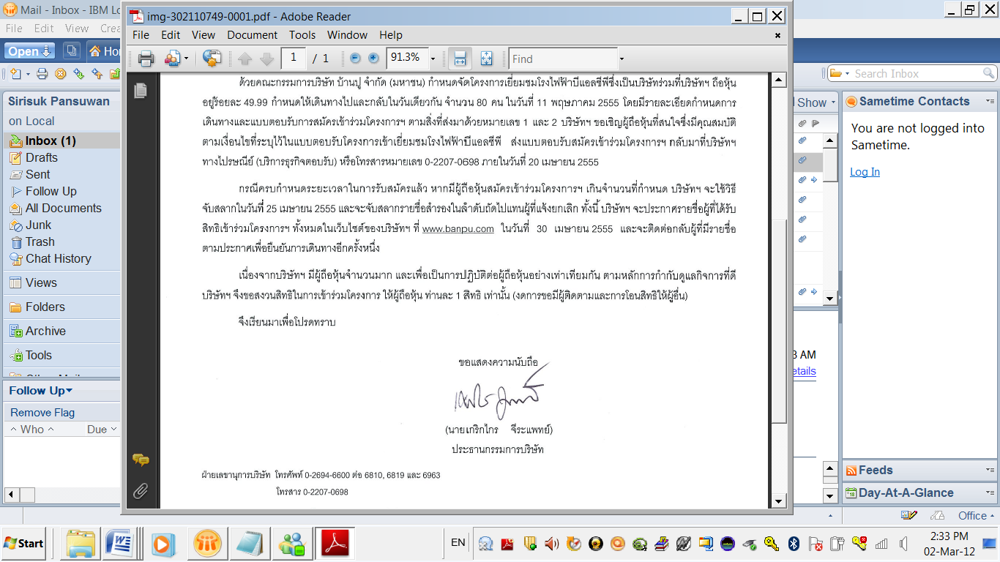 Mail - Inbox - IBM Lo
File Edit View Crea
Open
Ho
Search Inbox
Sirisuk Pansuwan
on Local
Inbox (1)
Drafts
Sent
Follow Up
All Documents
Junk
Trash
Chat History
Views
Folders
Archive
Tools
Follow Up
Remove Flag
Who
Due
img-302110749-0001.pdf - Adobe Reader
File Edit View Document Tools Window Help
1 / 1
91.3%
Find
ด้วยคณะกรรมการบริษัท บ้านปู จำกัด (มหาชน) กำหนดจัดโครงการเยี่ยมชมโรงไฟฟ้าบีแอลซีพีซึ่งเป็นบริษัทร่วมที่บริษัทฯ ถือหุ้น
อยู่ร้อยละ 49.99 กำหนดให้เดินทางไปและกลับในวันเดียวกัน จำนวน 80 คน ในวันที่ 11 พฤษภาคม 2555 โดยมีรายละเอียดกำหนดการ
เดินทางและแบบตอบรับการสมัครเข้าร่วมโครงการฯ ตามสิ่งที่ส่งมาด้วยหมายเลข 1 และ 2 บริษัทฯ ขอเชิญผู้ถือหุ้นที่สนใจซึ่งมีคุณสมบัติ
ตามเงื่อนไขที่ระบุไว้ในแบบตอบรับโครงการเข้าเยี่ยมชมโรงไฟฟ้าบีแอลซีพี ส่งแบบตอบรับสมัครเข้าร่วมโครงการฯ กลับมาที่บริษัทฯ
ทางไปรษณีย์ (บริการธุรกิจตอบรับ) หรือโทรสารหมายเลข 0-2207-0698 ภายในวันที่ 20 เมษายน 2555
กรณีครบกำหนดระยะเวลาในการรับสมัครแล้ว หากมีผู้ถือหุ้นสมัครเข้าร่วมโครงการฯ เกินจำนวนที่กำหนด บริษัทฯ จะใช้วิธี
จับสลากในวันที่ 25 เมษายน 2555 และจะจับสลากรายชื่อสำรองในลำดับถัดไปแทนผู้ที่แจ้งยกเลิก ทั้งนี้ บริษัทฯ จะประกาศรายชื่อผู้ที่ได้รับ
สิทธิเข้าร่วมโครงการฯ ทั้งหมดในเว็บไซต์ของบริษัทฯ ที่ www.banpu.com ในวันที่ 30 เมษายน 2555 และจะติดต่อกลับผู้ที่มีรายชื่อ
ตามประกาศเพื่อยืนยันการเดินทางอีกครั้งหนึ่ง
เนื่องจากบริษัทฯ มีผู้ถือหุ้นจำนวนมาก และเพื่อเป็นการปฏิบัติต่อผู้ถือหุ้นอย่างเท่าเทียมกัน ตามหลักการกำกับดูแลกิจการที่ดี
บริษัทฯ จึงขอสงวนสิทธิในการเข้าร่วมโครงการ ให้ผู้ถือหุ้น ท่านละ 1 สิทธิ เท่านั้น (งดการขอมีผู้ติดตามและการโอนสิทธิให้ผู้อื่น)
จึงเรียนมาเพื่อโปรดทราบ
ขอแสดงความนับถือ
(นายเกริกไกร จีระแพทย์)
ประธานกรรมการบริษัท
ฝ่ายเลขานุการบริษัท โทรศัพท์ 0-2694-6600 ต่อ 6810, 6819 และ 6963
โทรสาร 0-2207-0698
Show
3 AM
etails
Sametime Contacts
You are not logged into
Sametime.
Log In
Feeds
Day-At-A-Glance
Office
Start
EN
2:33 PM
02-Mar-12